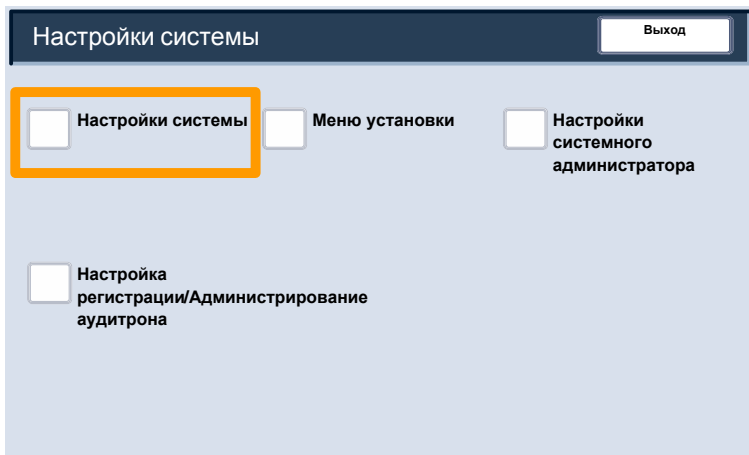 Настройки системы
Выход
Настройки системы
Меню установки
Настройки
системного
администратора
Настройка
регистрации/Администрирование
аудитрона